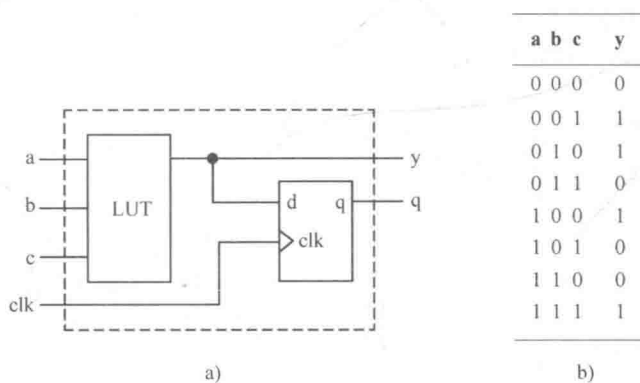 a
b
c
clk
LUT
d
q
clk
y
q
a)
a b c y
0 0 0 0
0 0 1 1
0 1 0 1
0 1 1 0
1 0 0 1
1 0 1 0
1 1 0 0
1 1 1 1
b)